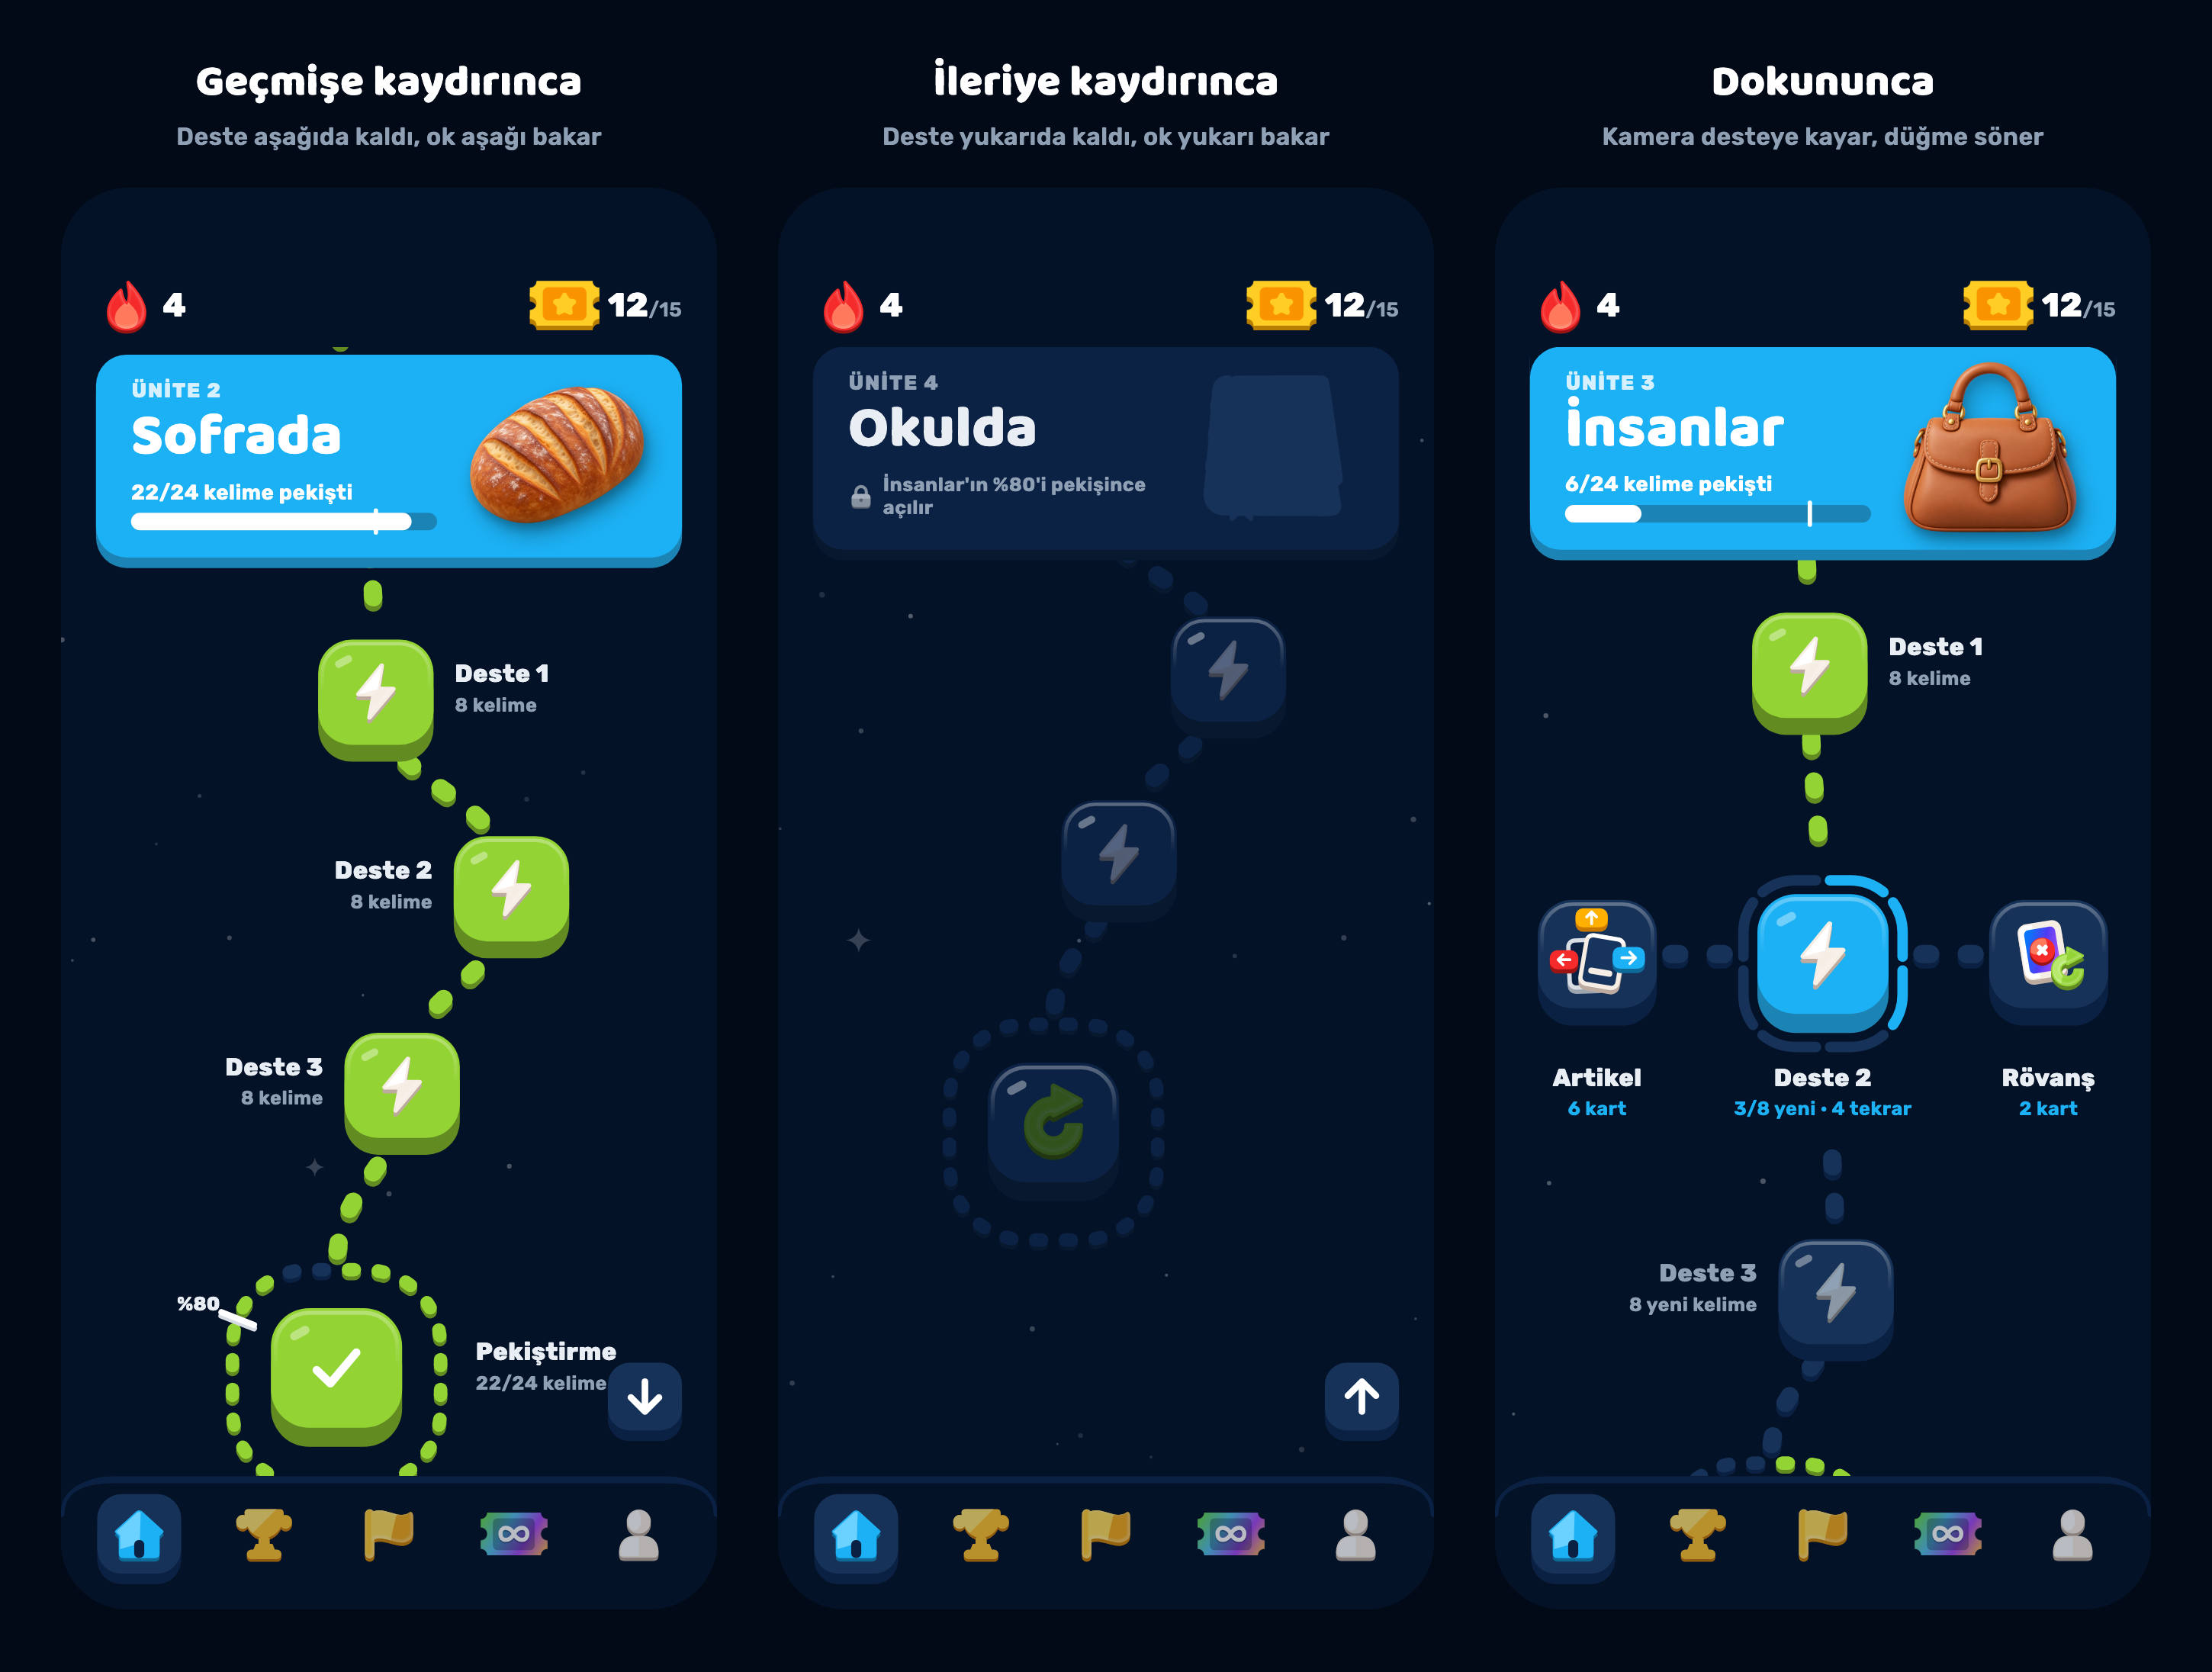 Geçmişe kaydırınca
Deste aşağıda kaldı, ok aşağı bakar
4
12/15
ÜNİTE 2
Sofrada
22/24 kelime pekişti
Deste 1
8 kelime
Deste 2
8 kelime
Deste 3
8 kelime
%80
Pekiştirme
22/24 kelime
İleriye kaydırınca
Deste yukarıda kaldı, ok yukarı bakar
4
12/15
ÜNİTE 4
Okulda
İnsanlar'ın %80'i pekişince
açılır
Dokununca
Kamera desteye kayar, düğme söner
4
12/15
ÜNİTE 3
İnsanlar
6/24 kelime pekişti
Deste 1
8 kelime
Artikel
6 kart
Deste 2
3/8 yeni • 4 tekrar
Rövanş
2 kart
Deste 3
8 yeni kelime